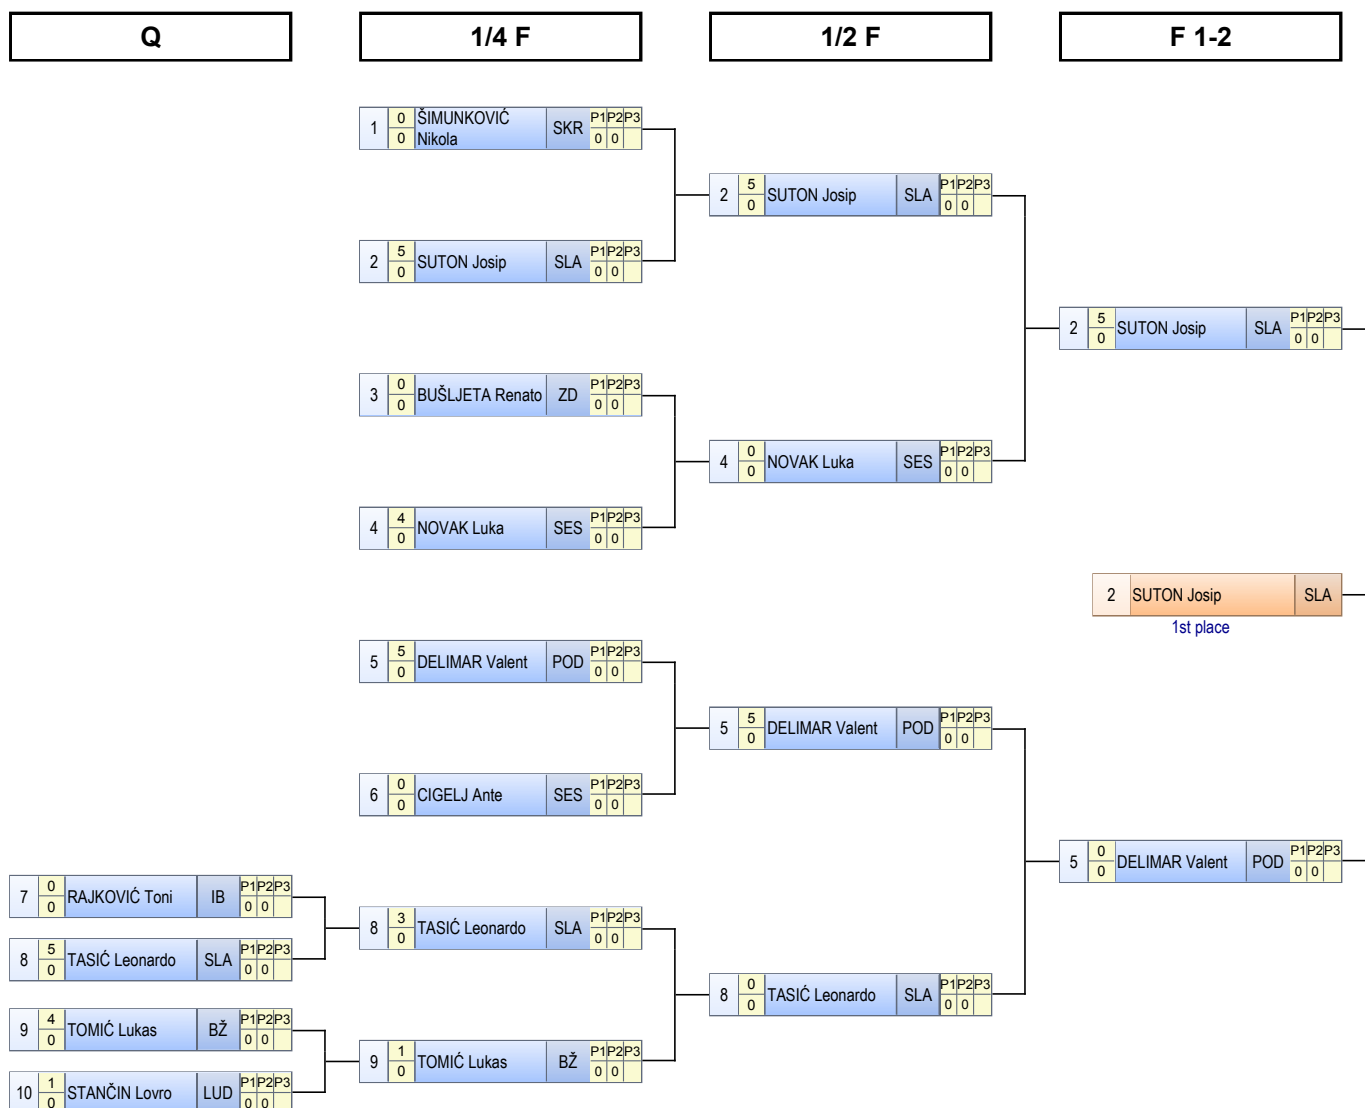 Q 1/4 F 1/2 F F 1-2
1 0 0 ŠIMUNKOVIĆ Nikola SKR P1 P2 P3 0 0
2 5 0 SUTON Josip SLA P1 P2 P3 0 0
2 5 0 SUTON Josip SLA P1 P2 P3 0 0
2 5 0 SUTON Josip SLA P1 P2 P3 0 0
3 0 0 BUŠLJETA Renato ZD P1 P2 P3 0 0
4 0 0 NOVAK Luka SES P1 P2 P3 0 0
4 4 0 NOVAK Luka SES P1 P2 P3 0 0
2 SUTON Josip SLA
1st place
5 5 0 DELIMAR Valent POD P1 P2 P3 0 0
5 5 0 DELIMAR Valent POD P1 P2 P3 0 0
6 0 0 CIGELJ Ante SES P1 P2 P3 0 0
5 0 0 DELIMAR Valent POD P1 P2 P3 0 0
7 0 0 RAJKOVIĆ Toni IB P1 P2 P3 0 0
8 3 0 TASIĆ Leonardo SLA P1 P2 P3 0 0
8 5 0 TASIĆ Leonardo SLA P1 P2 P3 0 0
8 0 0 TASIĆ Leonardo SLA P1 P2 P3 0 0
9 4 0 TOMIĆ Lukas BŽ P1 P2 P3 0 0
9 1 0 TOMIĆ Lukas BŽ P1 P2 P3 0 0
10 1 0 STANČIN Lovro LUD P1 P2 P3 0 0